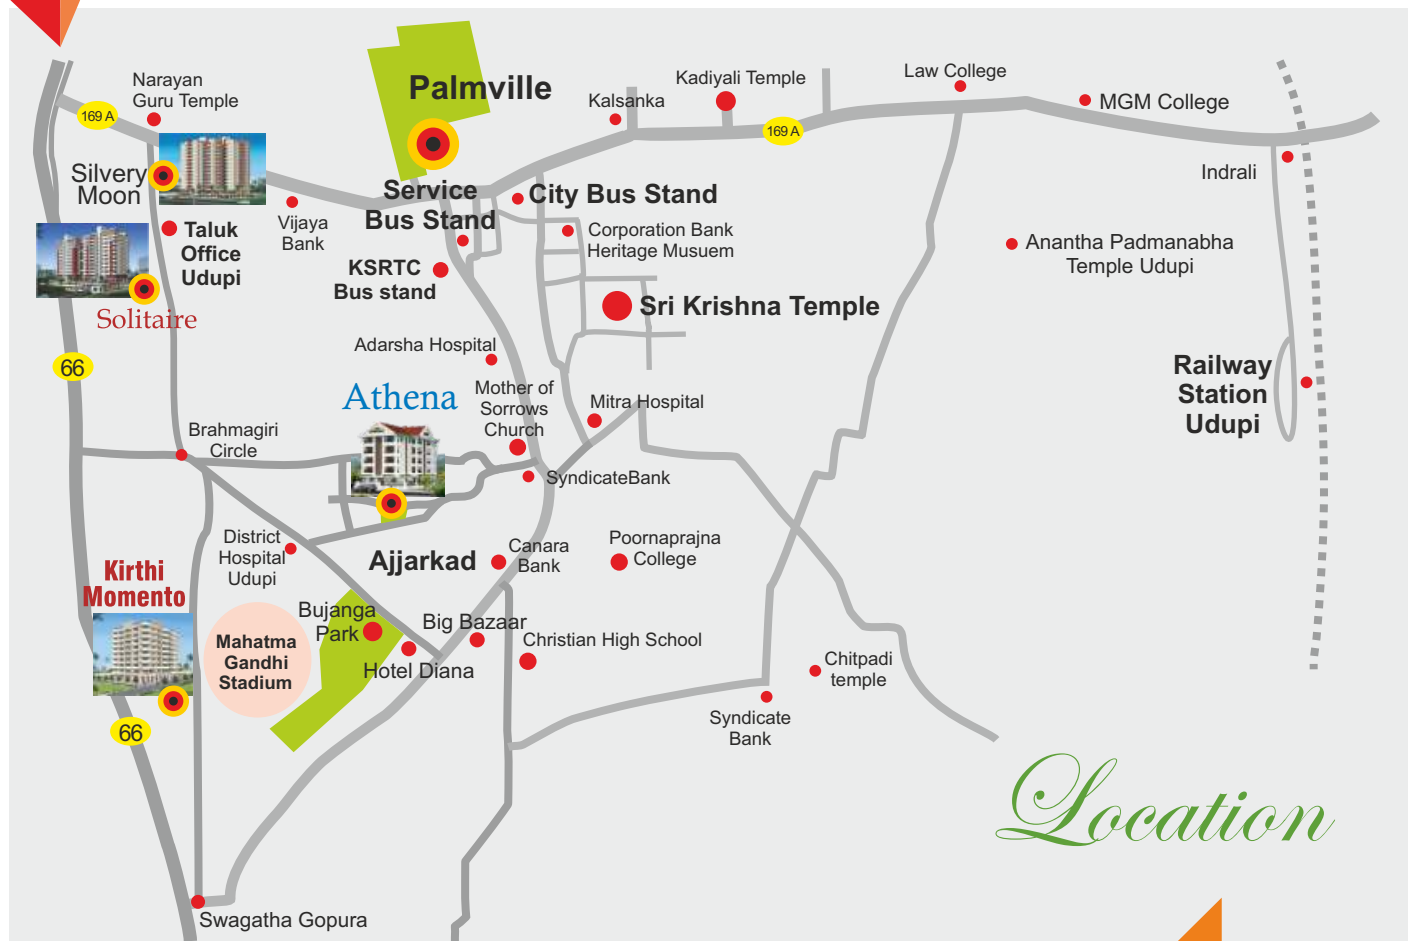 Narayan
Guru Temple
169 A
Silvery
Moon
Taluk
Office
Udupi
Solitaire
66
Palmville
Service
Bus Stand
Vijaya
Bank
KSRTC
Bus stand
City Bus Stand
Corporation Bank
Heritage Musuem
Sri Krishna Temple
Kalsanka
Kadiyali Temple
169 A
Law College
MGM College
Indrali
Anantha Padmanabha
Temple Udupi
Railway
Station
Udupi
Adarsha Hospital
Athena
Mother of
Sorrows
Church
Mitra Hospital
Brahmagiri
Circle
SyndicateBank
District
Hospital
Udupi
Ajjarkad
Canara
Bank
Poornaprajna
College
Kirthi
Momento
Mahatma
Gandhi
Stadium
Bujanga
Park
Big Bazaar
Hotel Diana
Christian High School
Chitpadi
temple
Syndicate
Bank
66
Swagatha Gopura
Location